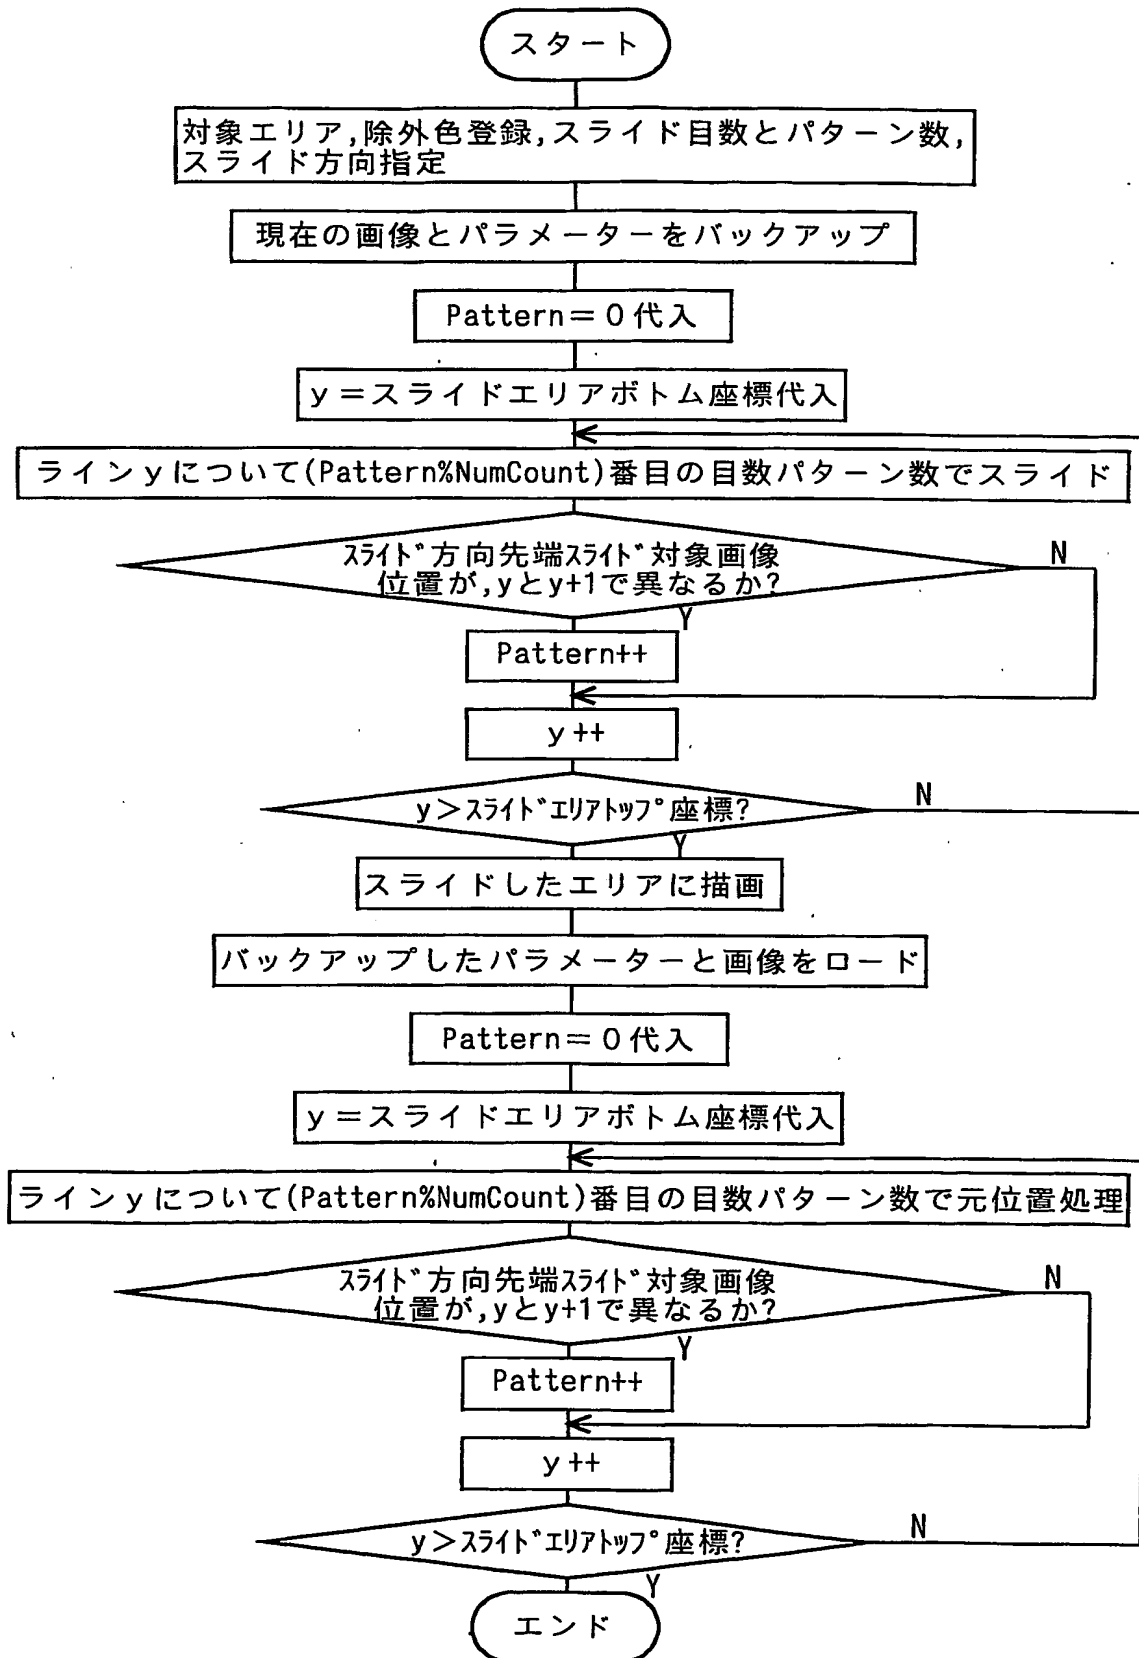 スタート
対象エリア,除外色登録,スライド目数とパターン数,
スライド方向指定
現在の画像とパラメーターをバックアップ
Pattern＝０代入
ｙ＝スライドエリアボトム座標代入
ラインｙについて(Pattern%NumCount)番目の目数パターン数でスライド
ｽﾗｲﾄﾞ方向先端ｽﾗｲﾄﾞ対象画像
位置が,yとy+1で異なるか?
N
Y
Pattern++
ｙ++
y＞ｽﾗｲﾄﾞｴﾘｱﾄｯﾌﾟ座標?
N
Y
スライドしたエリアに描画
バックアップしたパラメーターと画像をロード
Pattern＝０代入
ｙ＝スライドエリアボトム座標代入
ラインｙについて(Pattern%NumCount)番目の目数パターン数で元位置処理
ｽﾗｲﾄﾞ方向先端ｽﾗｲﾄﾞ対象画像
位置が,yとy+1で異なるか?
N
Y
Pattern++
ｙ++
y＞ｽﾗｲﾄﾞｴﾘｱﾄｯﾌﾟ座標?
N
Y
エンド